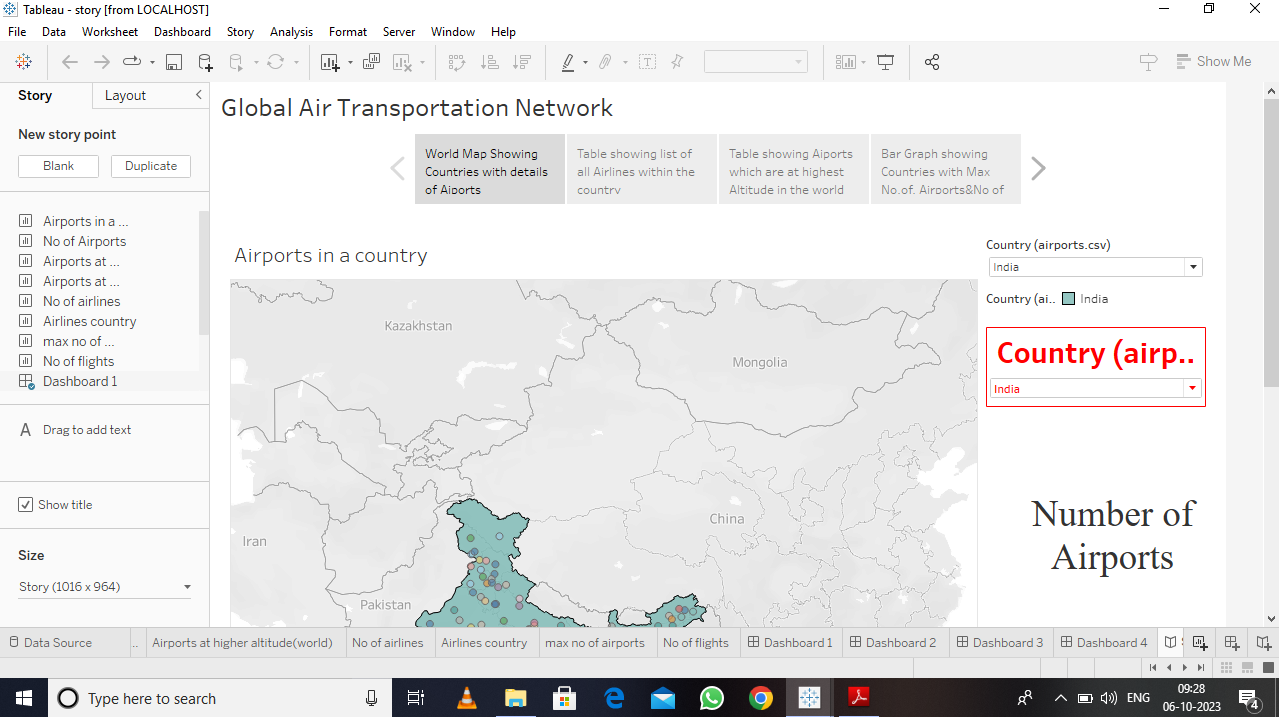 Tableau - story [from LOCALHOST]
File Data Worksheet Dashboard Story Analysis Format Server Window Help
Show Me
Story Layout
New story point
Blank Duplicate
Airports in a ...
No of Airports
Airports at ...
Airports at ...
No of airlines
Airlines country
max no of ...
No of flights
Dashboard 1
A Drag to add text
Show title
Size
Story (1016 x 964)
Global Air Transportation Network
World Map Showing
Countries with details
of Aiports
Table showing list of
all Airlines within the
country
Table showing Aiports
which are at highest
Altitude in the world
Bar Graph showing
Countries with Max
No.of. Airports&No of
Airports in a country
Kazakhstan
Mongolia
China
Iran
Pakistan
Country (airports.csv)
India
Country (ai.. India
Country (airp..
India
Number of
Airports
Data Source .. Airports at higher altitude(world) No of airlines Airlines country max no of airports No of flights Dashboard 1 Dashboard 2 Dashboard 3 Dashboard 4
Type here to search
ENG
09:28
06-10-2023
4